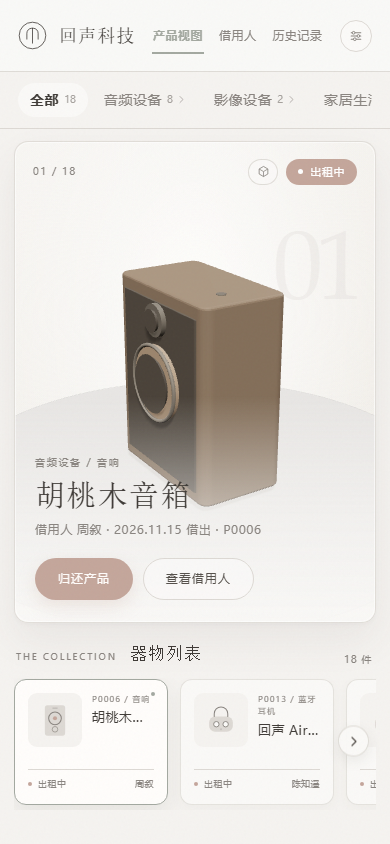 回声科技 产品视图 借用人 历史记录
全部 18 音频设备 8 影像设备 2 家居生
01 / 18 出租中
01
音频设备 / 音响
胡桃木音箱
借用人 周叙 · 2026.11.15 借出 · P0006
归还产品 查看借用人
THE COLLECTION 器物列表 18 件
P0006 / 音响
胡桃木...
出租中 周叙
P0013 / 蓝牙
耳机
回声 Air...
出租中 陈知遥